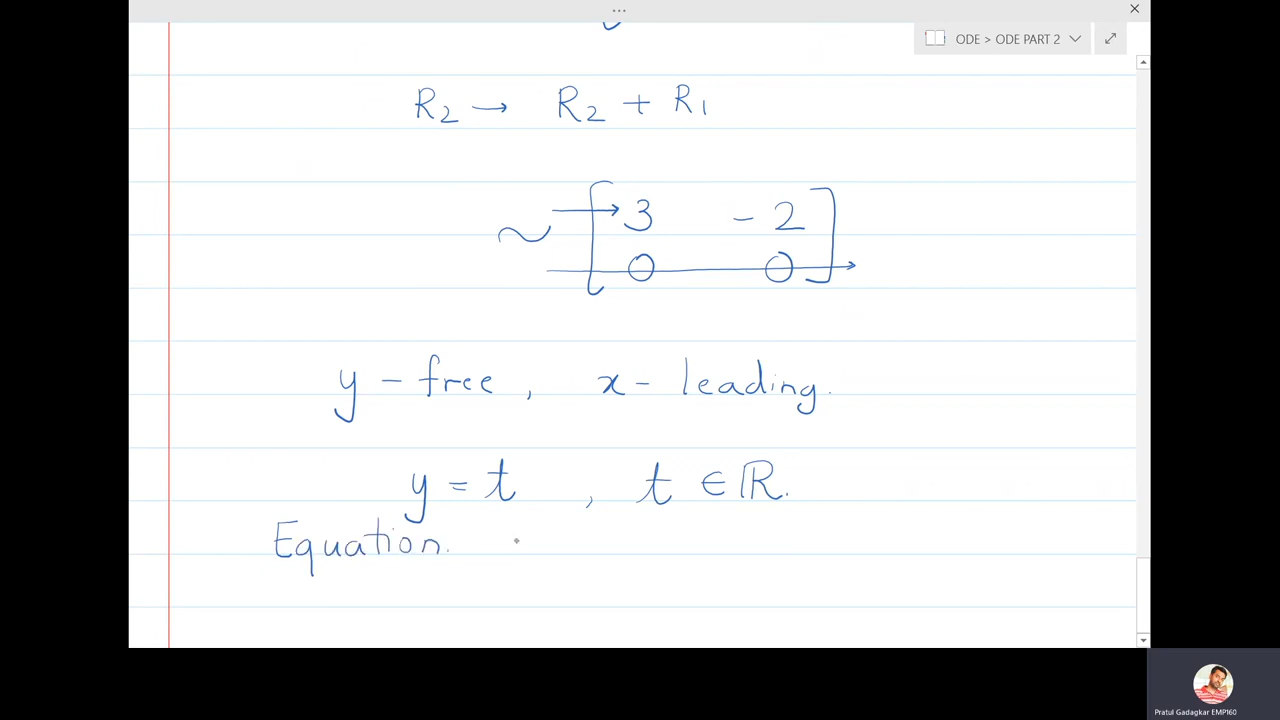 ODE > ODE PART 2
R₂ → R₂ + R₁
~ [ 3 - 2 ]
0 0
y - free , x - leading.
y = t , t ∈ ℝ.
Equation.
Pratul Gadagkar EMP160